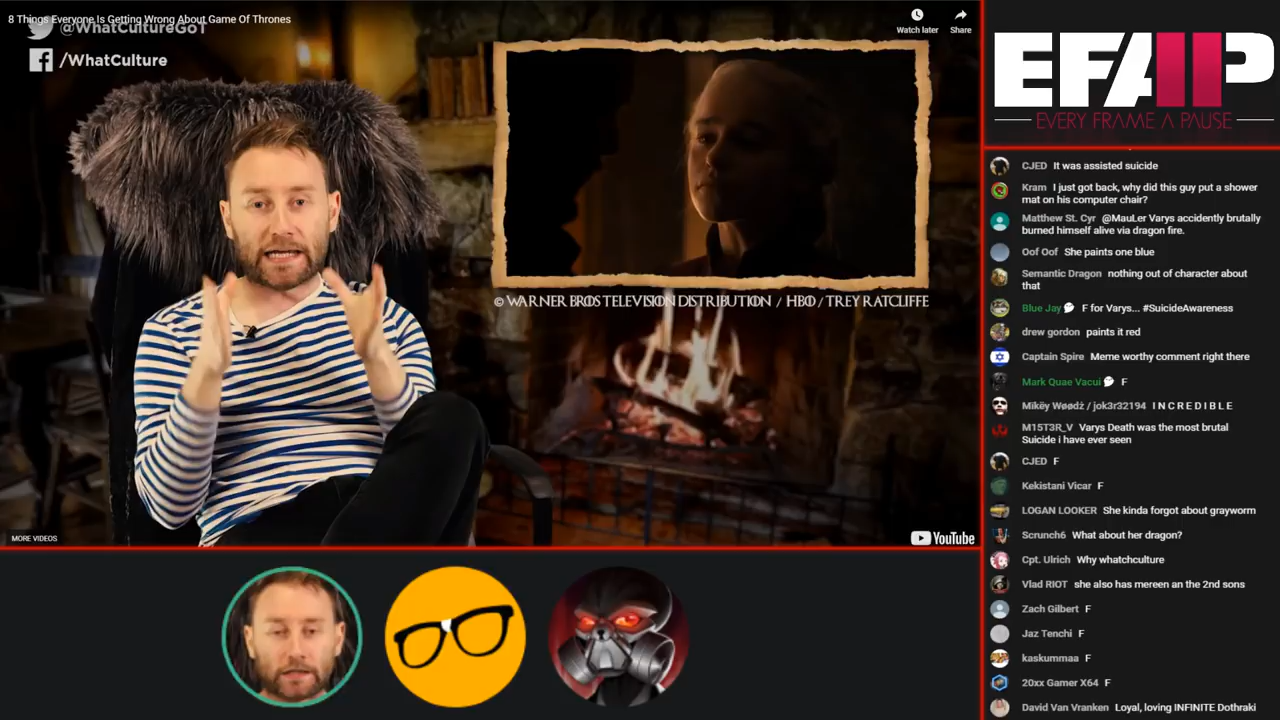 8 Things Everyone Is Getting Wrong About Game Of Thrones
@WhatCultureGoT
/WhatCulture
Watch later
Share
© WARNER BROS TELEVISION DISTRIBUTION / HBO / TREY RATCLIFFE
MORE VIDEOS
YouTube
EFAP
EVERY FRAME A PAUSE
CJED It was assisted suicide
Kram I just got back, why did this guy put a shower
mat on his computer chair?
Matthew St. Cyr @MauLer Varys accidently brutally
burned himself alive via dragon fire.
Oof Oof She paints one blue
Semantic Dragon nothing out of character about
that
Blue Jay F for Varys... #SuicideAwareness
drew gordon paints it red
Captain Spire Meme worthy comment right there
Mark Quae Vacui F
Mikëy Wøødż / jok3r32194 I N C R E D I B L E
M15T3R_V Varys Death was the most brutal
Suicide i have ever seen
CJED F
Kekistani Vicar F
LOGAN LOOKER She kinda forgot about grayworm
Scrunch6 What about her dragon?
Cpt. Ulrich Why whatchculture
Vlad RIOT she also has mereen an the 2nd sons
Zach Gilbert F
Jaz Tenchi F
kaskummaa F
20xx Gamer X64 F
David Van Vranken Loyal, loving INFINITE Dothraki